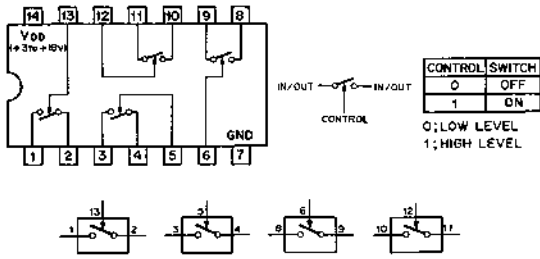 14 13 12 11 10 9 8
VDD
(+3 to +18V)
GND
1 2 3 4 5 6 7
IN/OUT IN/OUT
CONTROL
CONTROL SWITCH
0 OFF
1 ON
0; LOW LEVEL
1; HIGH LEVEL
13 5 6 12
1 2 3 4 8 9 10 11